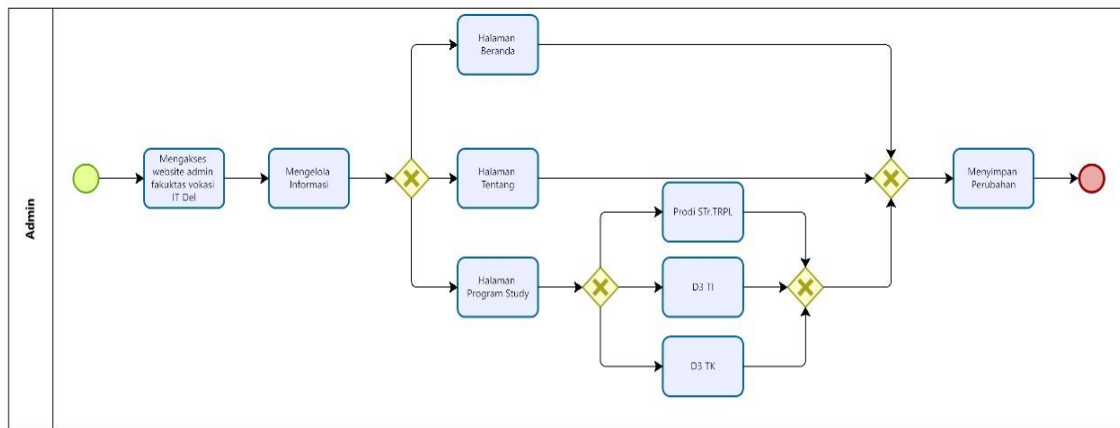 Admin
Mengakses
website admin
fakuktas vokasi
IT Del
Mengelola
Informasi
Halaman
Beranda
Halaman
Tentang
Halaman
Program Study
Prodi STr.TRPL
D3 TI
D3 TK
Menyimpan
Perubahan